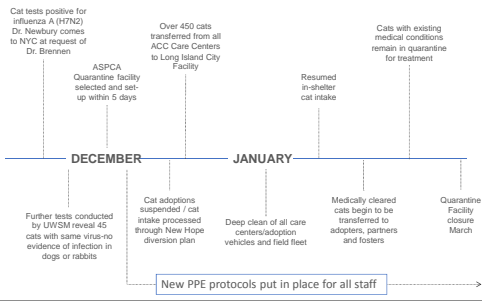 Cat tests positive for
influenza A (H7N2)
Dr. Newbury comes
to NYC at request of
Dr. Brennen
ASPCA
Quarantine facility
selected and set-
up within 5 days
Over 450 cats
transferred from all
ACC Care Centers
to Long Island City
Facility
Resumed
in-shelter
cat intake
Cats with existing
medical conditions
remain in quarantine
for treatment
DECEMBER
JANUARY
Further tests conducted
by UWSM reveal 45
cats with same virus-no
evidence of infection in
dogs or rabbits
Cat adoptions
suspended / cat
intake processed
through New Hope
diversion plan
Deep clean of all care
centers/adoption
vehicles and field fleet
Medically cleared
cats begin to be
transferred to
adopters, partners
and fosters
Quarantine
Facility
closure
March
New PPE protocols put in place for all staff